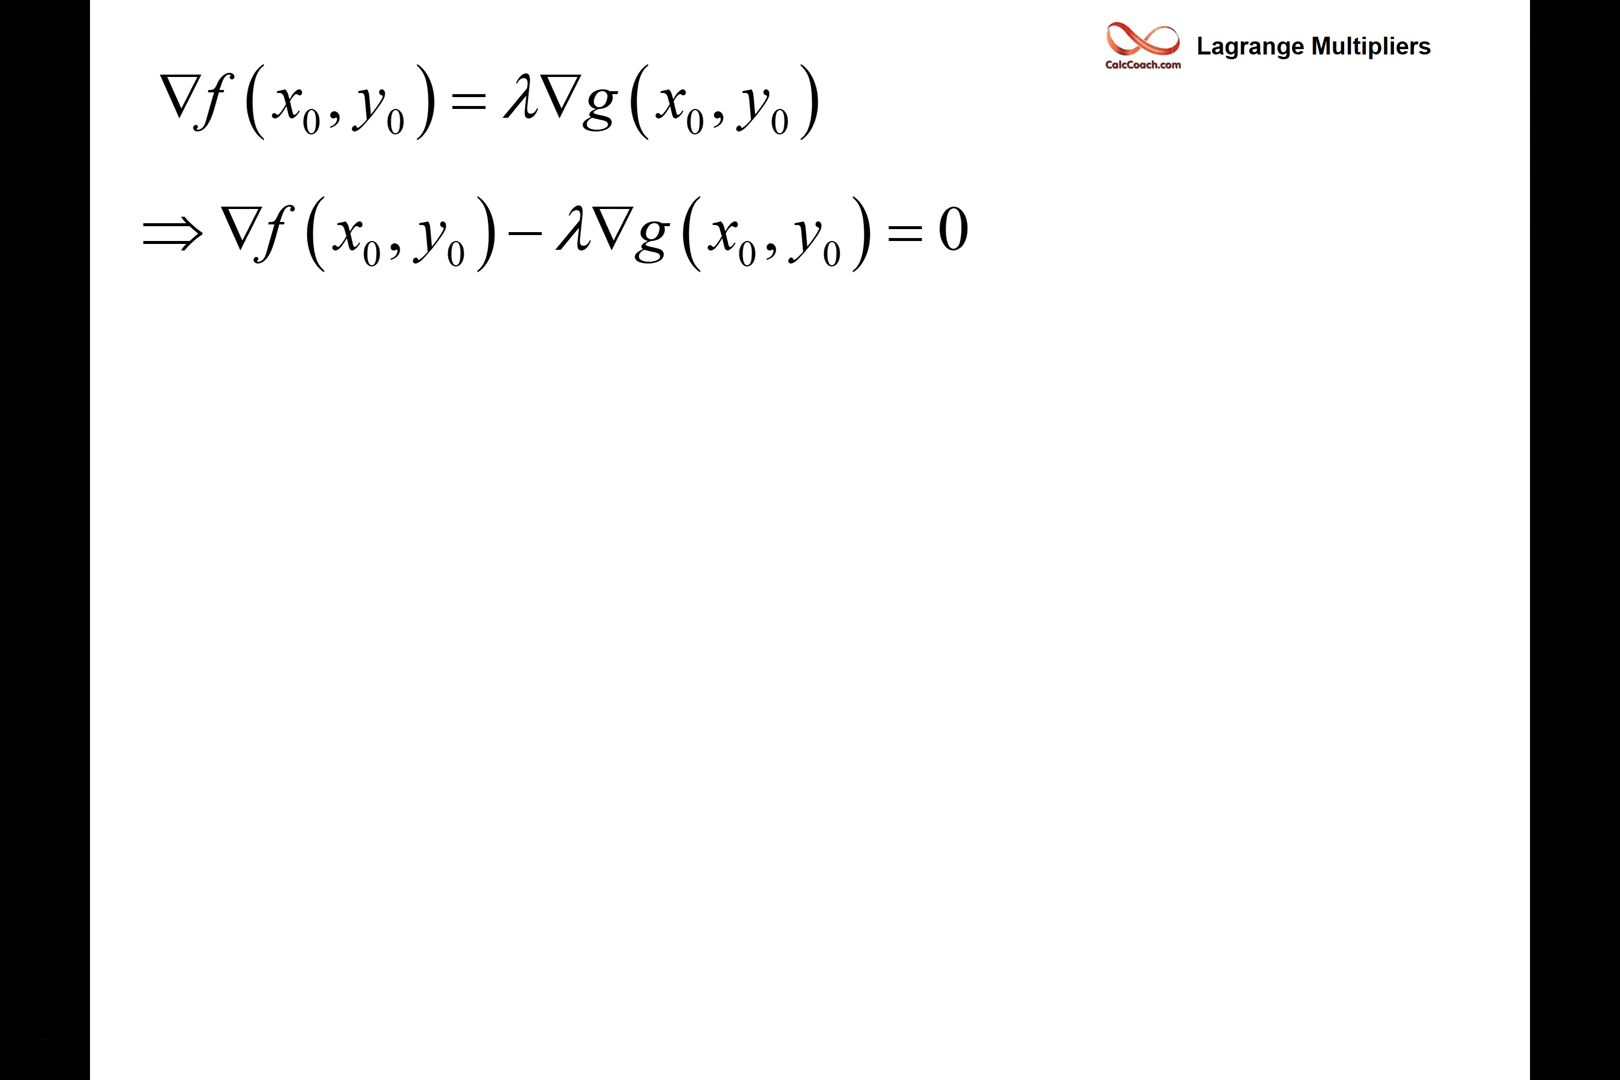 ∇f(x₀, y₀) = λ∇g(x₀, y₀)
CalcCoach.com
Lagrange Multipliers
⇒ ∇f(x₀, y₀) − λ∇g(x₀, y₀) = 0